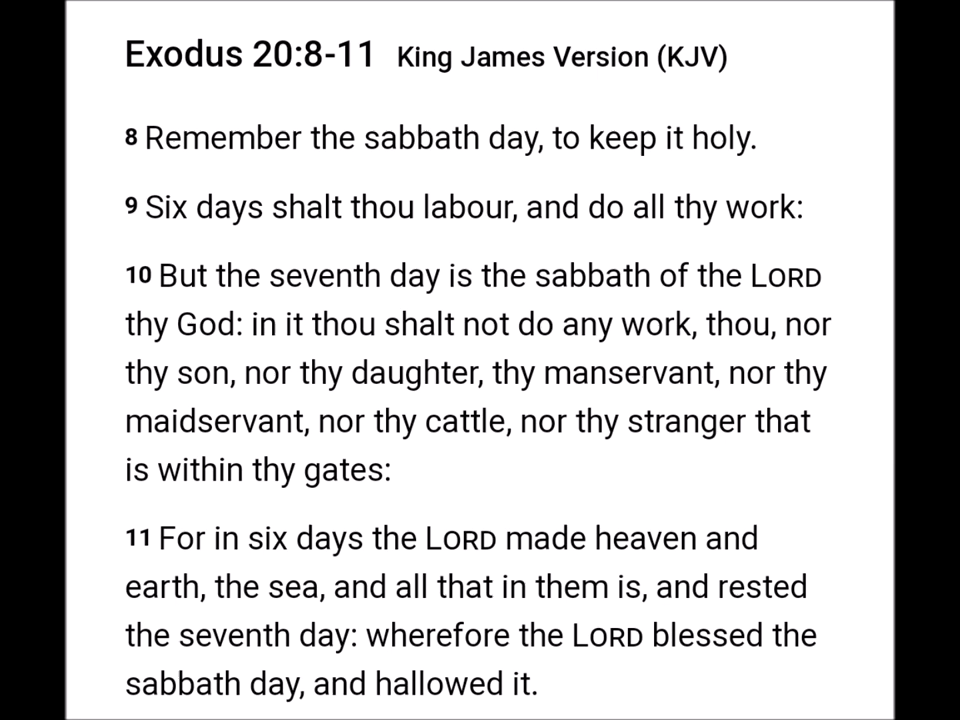 Exodus 20:8-11 King James Version (KJV)
8 Remember the sabbath day, to keep it holy.
9 Six days shalt thou labour, and do all thy work:
10 But the seventh day is the sabbath of the LORD
thy God: in it thou shalt not do any work, thou, nor
thy son, nor thy daughter, thy manservant, nor thy
maidservant, nor thy cattle, nor thy stranger that
is within thy gates:
11 For in six days the LORD made heaven and
earth, the sea, and all that in them is, and rested
the seventh day: wherefore the LORD blessed the
sabbath day, and hallowed it.